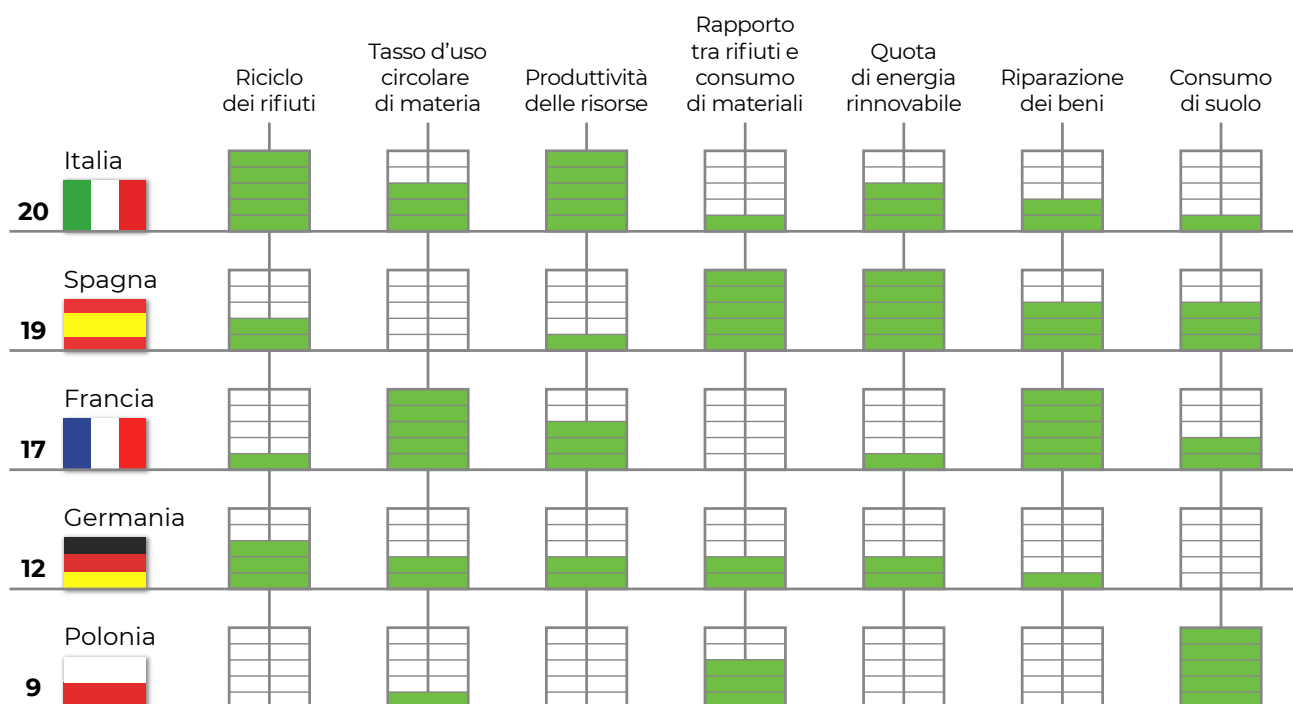 Riciclo
dei rifiuti
Tasso d’uso
circolare
di materia
Produttività
delle risorse
Rapporto
tra rifiuti e
consumo
di materiali
Quota
di energia
rinnovabile
Riparazione
dei beni
Consumo
di suolo
Italia
20
Spagna
19
Francia
17
Germania
12
Polonia
9